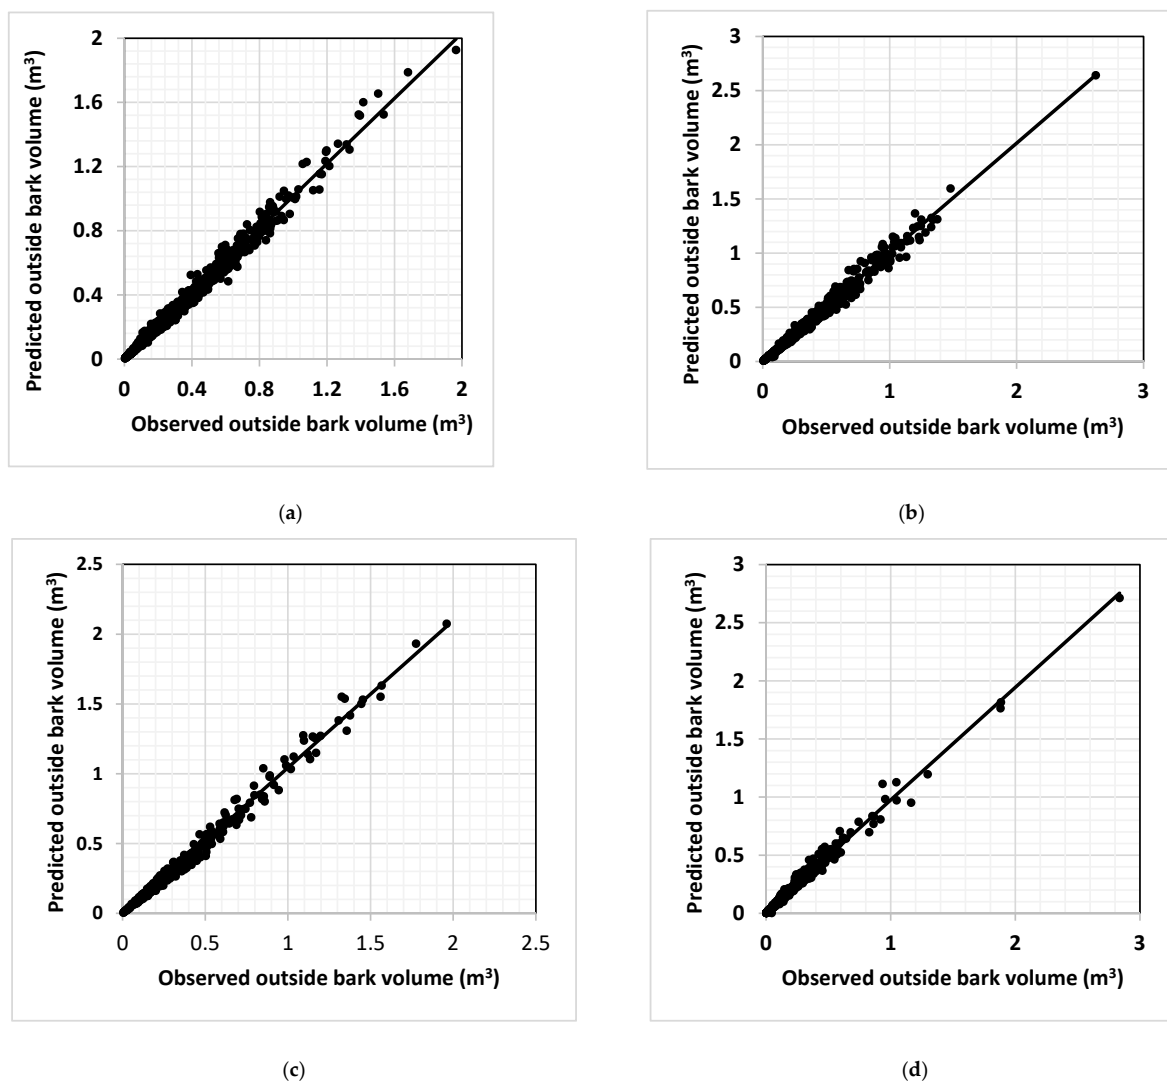 2
1.6
1.2
0.8
0.4
0
0 0.4 0.8 1.2 1.6 2
Predicted outside bark volume (m³)
Observed outside bark volume (m³)
(a)
3
2.5
2
1.5
1
0.5
0
0 1 2 3
Predicted outside bark volume (m³)
Observed outside bark volume (m³)
(b)
2.5
2
1.5
1
0.5
0
0 0.5 1 1.5 2 2.5
Predicted outside bark volume (m³)
Observed outside bark volume (m³)
(c)
3
2.5
2
1.5
1
0.5
0
0 1 2 3
Predicted outside bark volume (m³)
Observed outside bark volume (m³)
(d)